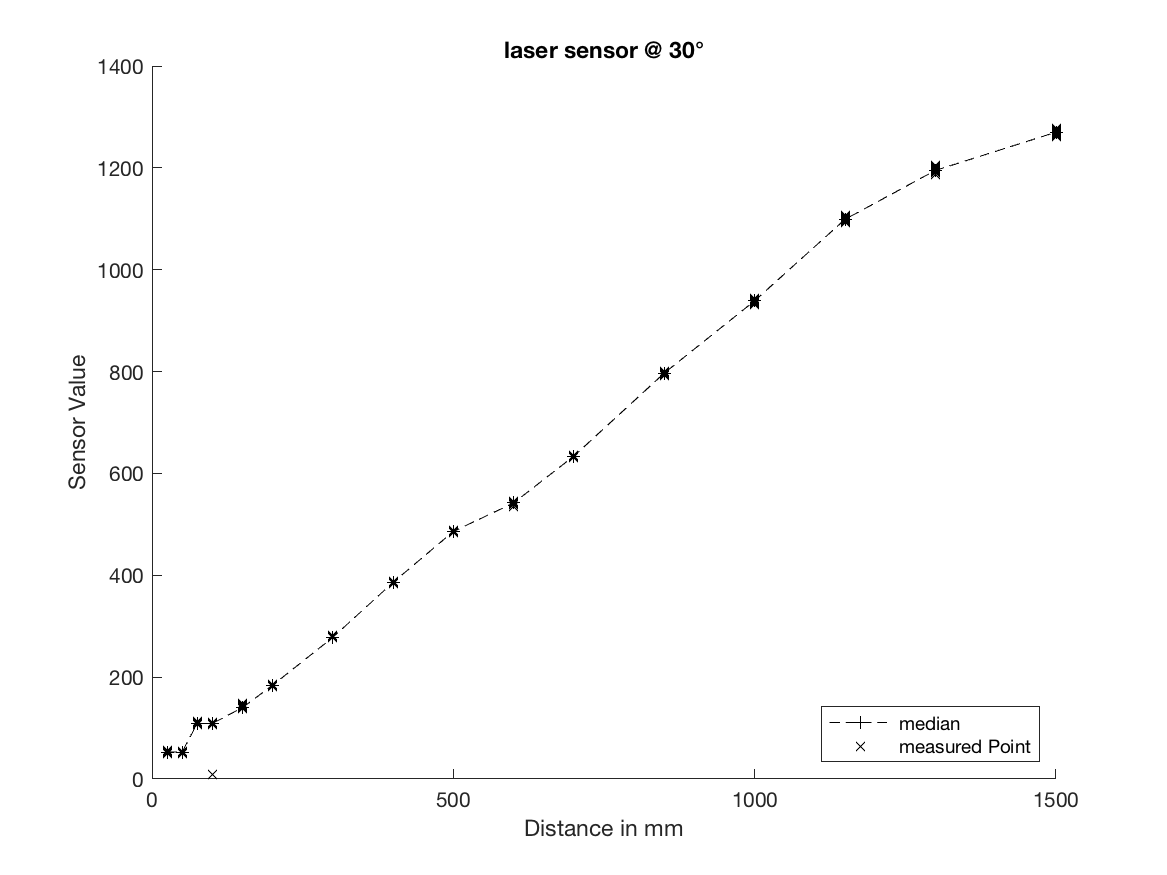 laser sensor @ 30°
1400
1200
1000
800
600
400
200
0
Sensor Value
0 500 1000 1500
Distance in mm
median
measured Point